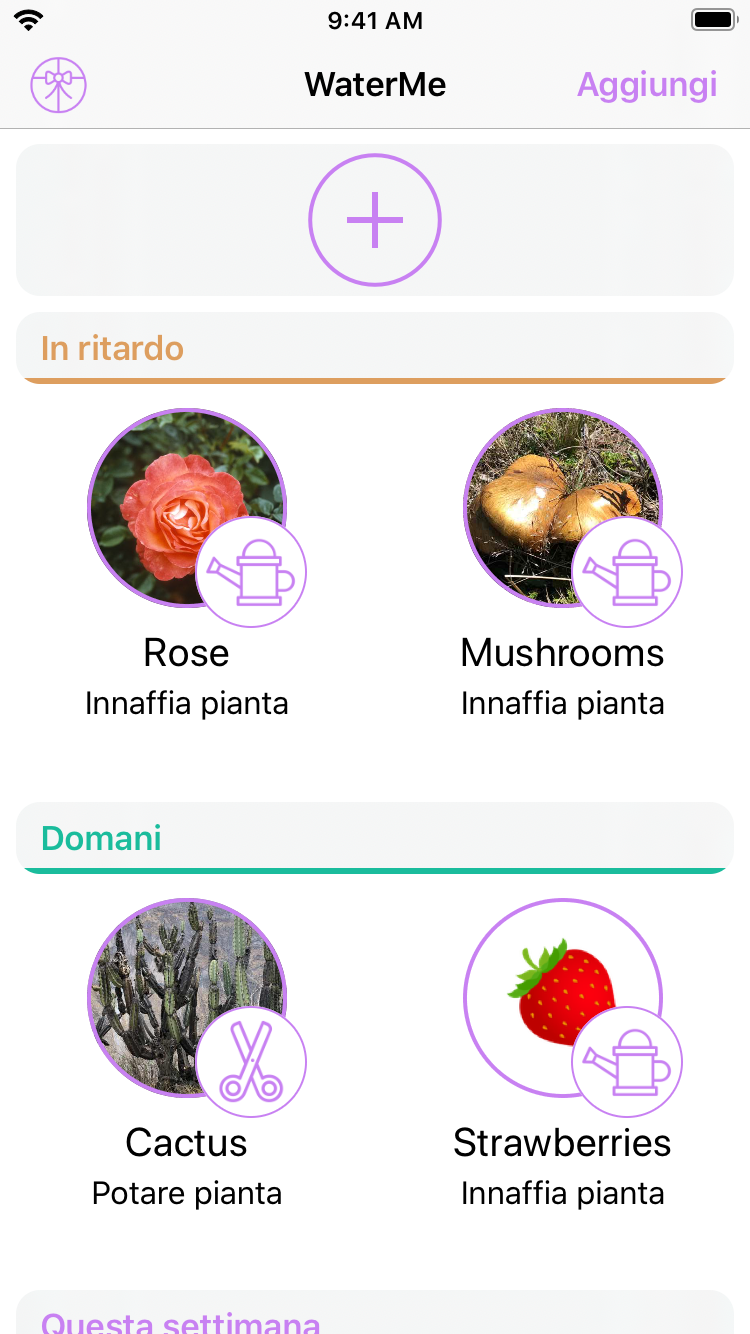 9:41 AM
WaterMe
Aggiungi
In ritardo
Rose
Mushrooms
Innaffia pianta
Innaffia pianta
Domani
Cactus
Strawberries
Potare pianta
Innaffia pianta
Questa settimana